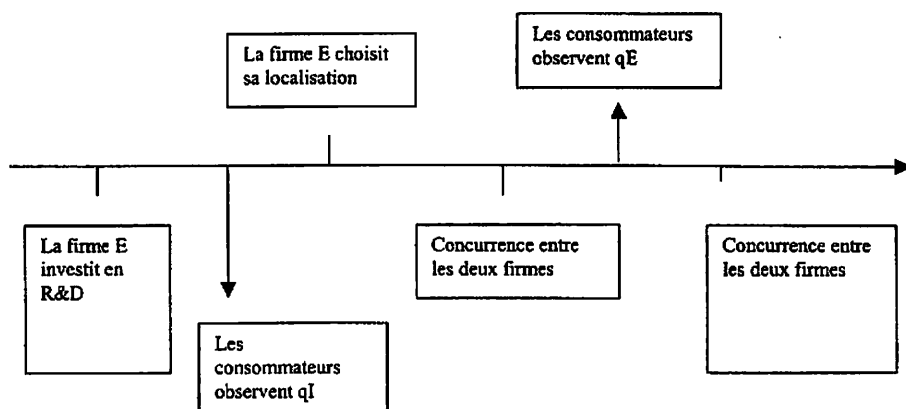 La firme E choisit
sa localisation
Les consommateurs
observent qE
La firme E
investit en
R&D
Les
consommateurs
observent qI
Concurrence entre
les deux firmes
Concurrence entre
les deux firmes